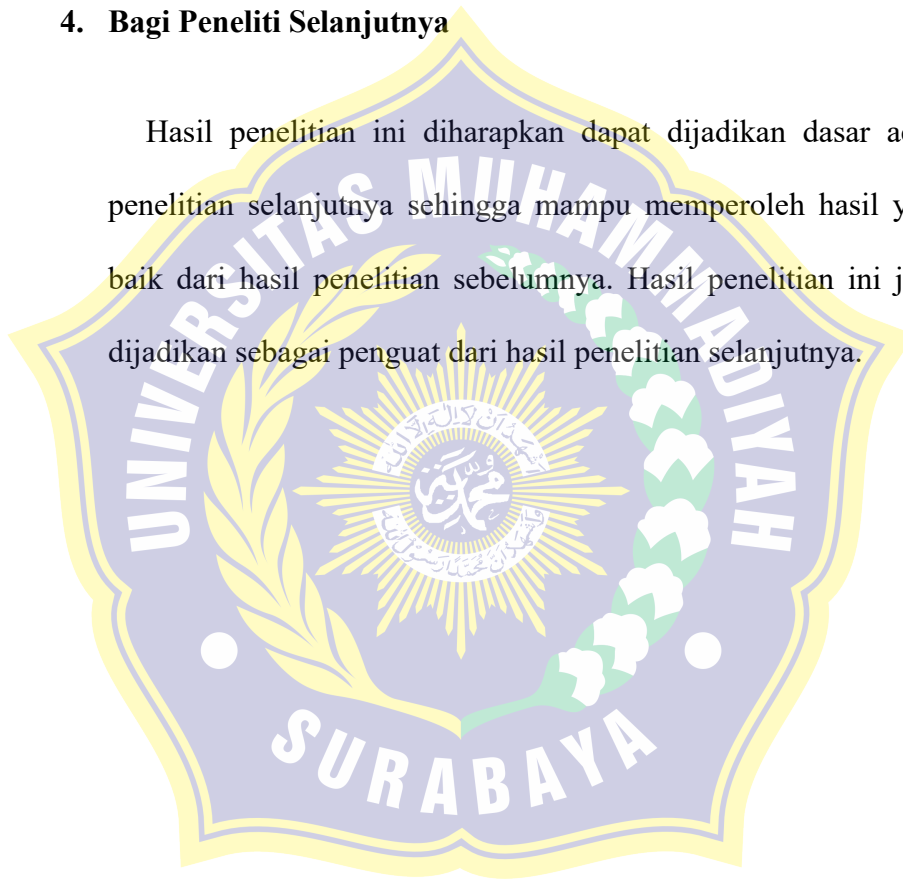 4. Bagi Peneliti Selanjutnya
Hasil penelitian ini diharapkan dapat dijadikan dasar
penelitian selanjutnya sehingga mampu memperoleh hasil
baik dari hasil penelitian sebelumnya. Hasil penelitian ini
dijadikan sebagai penguat dari hasil penelitian selanjutnya.
UNIVERSITAS MUHAMMADIYAH
SURABAYA